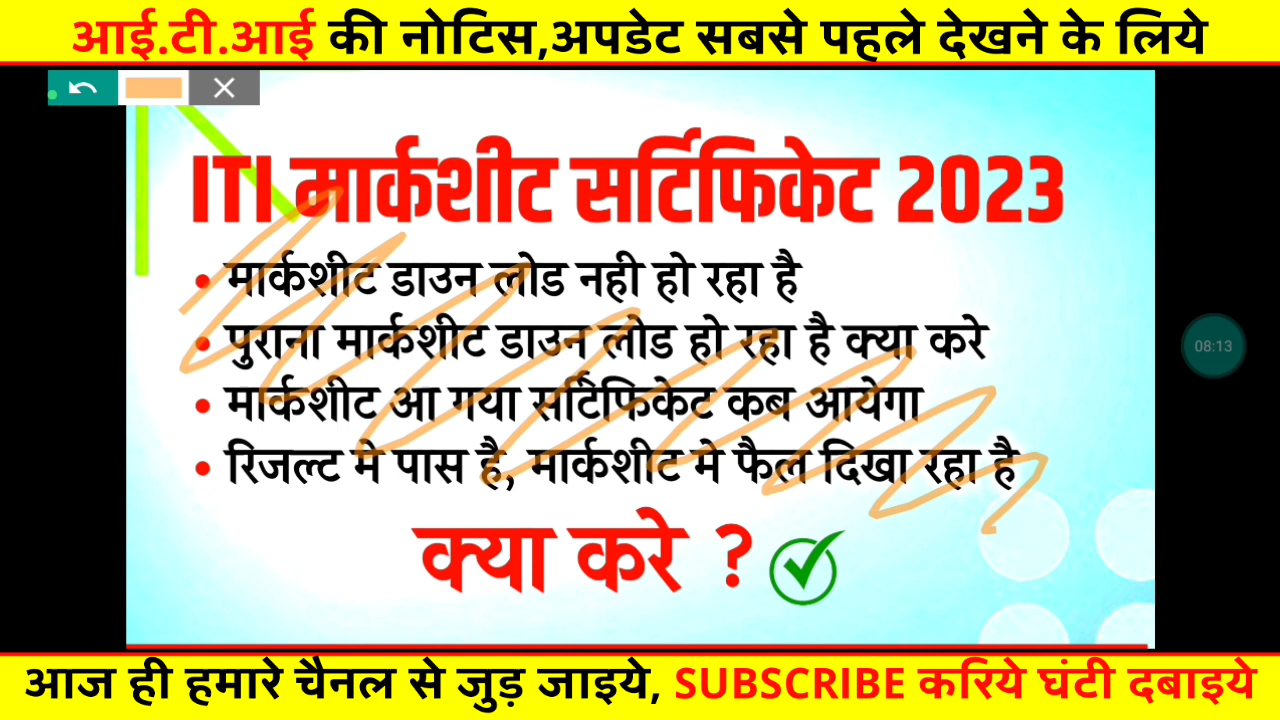 आई.टी.आई की नोटिस,अपडेट सबसे पहले देखने के लिये
ITI मार्कशीट सर्टिफिकेट 2023
• मार्कशीट डाउन लोड नही हो रहा है
• पुराना मार्कशीट डाउन लोड हो रहा है क्या करे
• मार्कशीट आ गया सर्टिफिकेट कब आयेगा
• रिजल्ट मे पास है, मार्कशीट मे फैल दिखा रहा है
क्या करे ?
08:13
आज ही हमारे चैनल से जुड़ जाइये, SUBSCRIBE करिये घंटी दबाइये